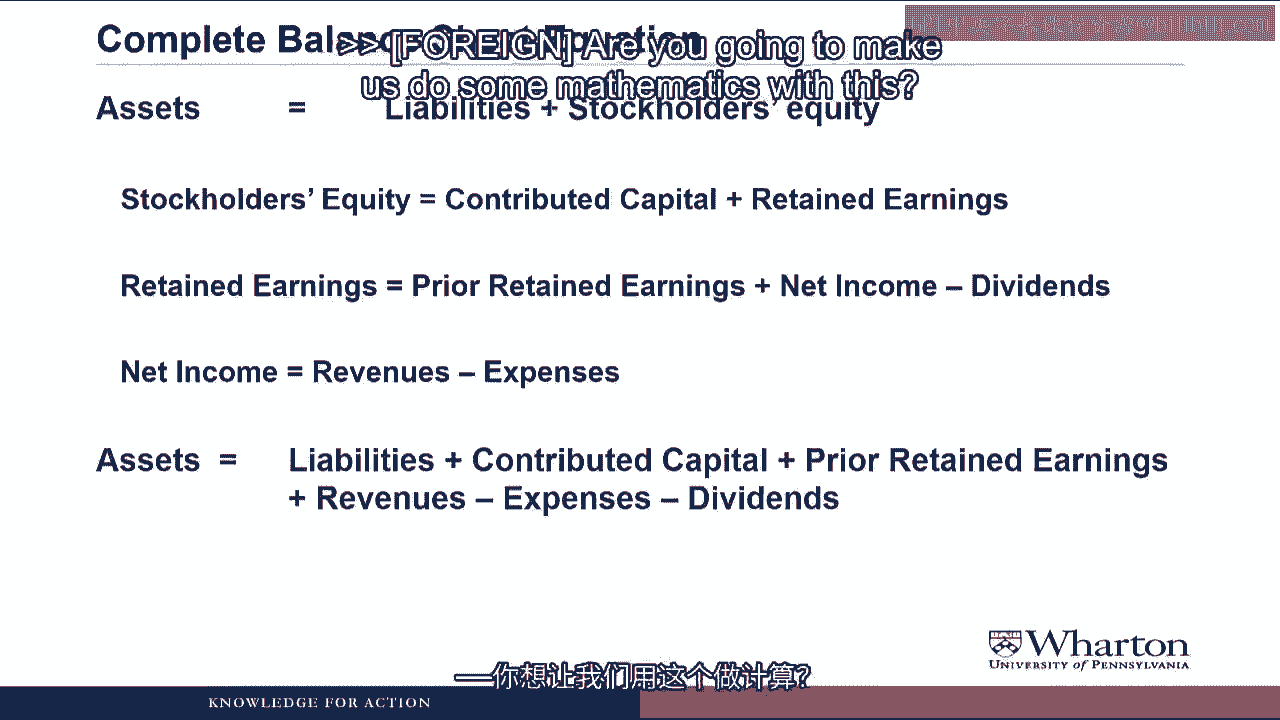 Complete Balance Sheet Equation
>> [FOREIGN] Are you going to make
us do some mathematics with this?
Assets = Liabilities + Stockholders’ equity
Stockholders’ Equity = Contributed Capital + Retained Earnings
Retained Earnings = Prior Retained Earnings + Net Income – Dividends
Net Income = Revenues – Expenses
Assets = Liabilities + Contributed Capital + Prior Retained Earnings
+ Revenues – Expenses – Dividends
Wharton
UNIVERSITY of PENNSYLVANIA
——你想让我们用这个做计算?
KNOWLEDGE FOR ACTION